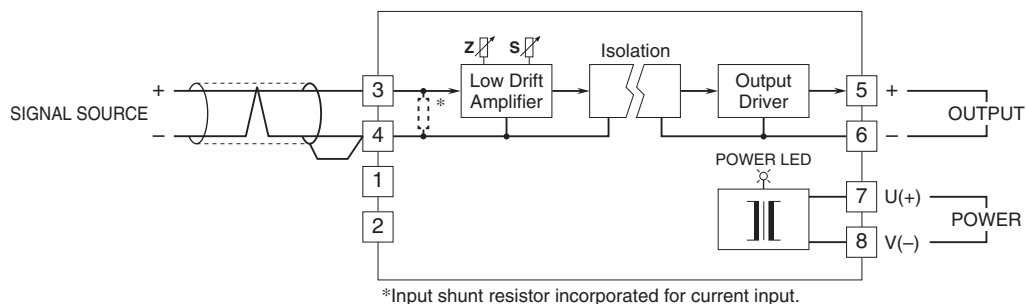 Z S
Isolation
3
Low Drift
Amplifier
Output
Driver
5
+
+
*
SIGNAL SOURCE
OUTPUT
–
4
6
–
POWER LED
1
7
U(+)
POWER
2
8
V(–)
*Input shunt resistor incorporated for current input.